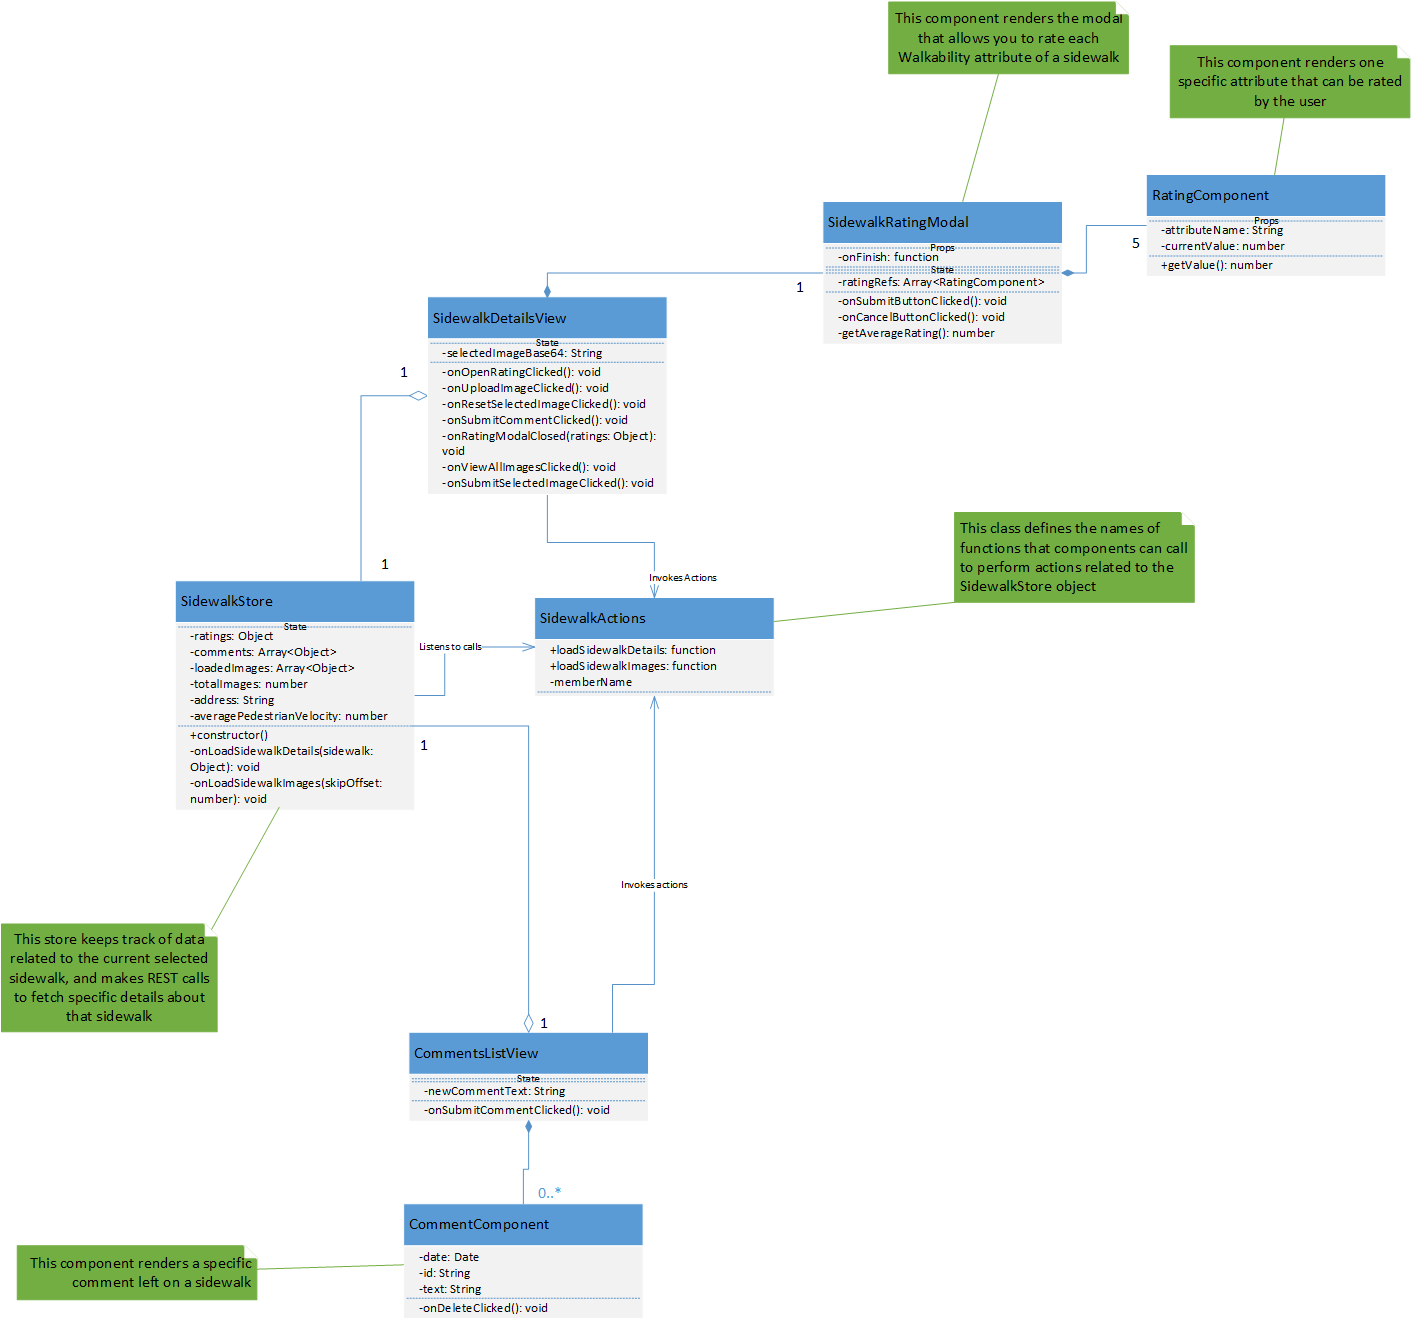 This component renders the modal
that allows you to rate each
Walkability attribute of a sidewalk
This component renders one
specific attribute that can be rated
by the user
RatingComponent
Props
-attributeName: String
-currentValue: number
+getValue(): number
5
SidewalkRatingModal
Props
-onFinish: function
State
-ratingRefs: Array<RatingComponent>
-onSubmitButtonClicked(): void
-onCancelButtonClicked(): void
-getAverageRating(): number
1
SidewalkDetailsView
State
-selectedImageBase64: String
-onOpenRatingClicked(): void
-onUploadImageClicked(): void
-onResetSelectedImageClicked(): void
-onSubmitCommentClicked(): void
-onRatingModalClosed(ratings: Object):
void
-onViewAllImagesClicked(): void
-onSubmitSelectedImageClicked(): void
1
1
This class defines the names of
functions that components can call
to perform actions related to the
SidewalkStore object
Invokes Actions
SidewalkActions
+loadSidewalkDetails: function
+loadSidewalkImages: function
-memberName
SidewalkStore
State
-ratings: Object
-comments: Array<Object>
-loadedImages: Array<Object>
-totalImages: number
-address: String
-averagePedestrianVelocity: number
+constructor()
-onLoadSidewalkDetails(sidewalk:
Object): void
-onLoadSidewalkImages(skipOffset:
number): void
Listens to calls
1
Invokes actions
This store keeps track of data
related to the current selected
sidewalk, and makes REST calls
to fetch specific details about
that sidewalk
1
CommentsListView
State
-newCommentText: String
-onSubmitCommentClicked(): void
0..*
CommentComponent
-date: Date
-id: String
-text: String
-onDeleteClicked(): void
This component renders a specific
comment left on a sidewalk